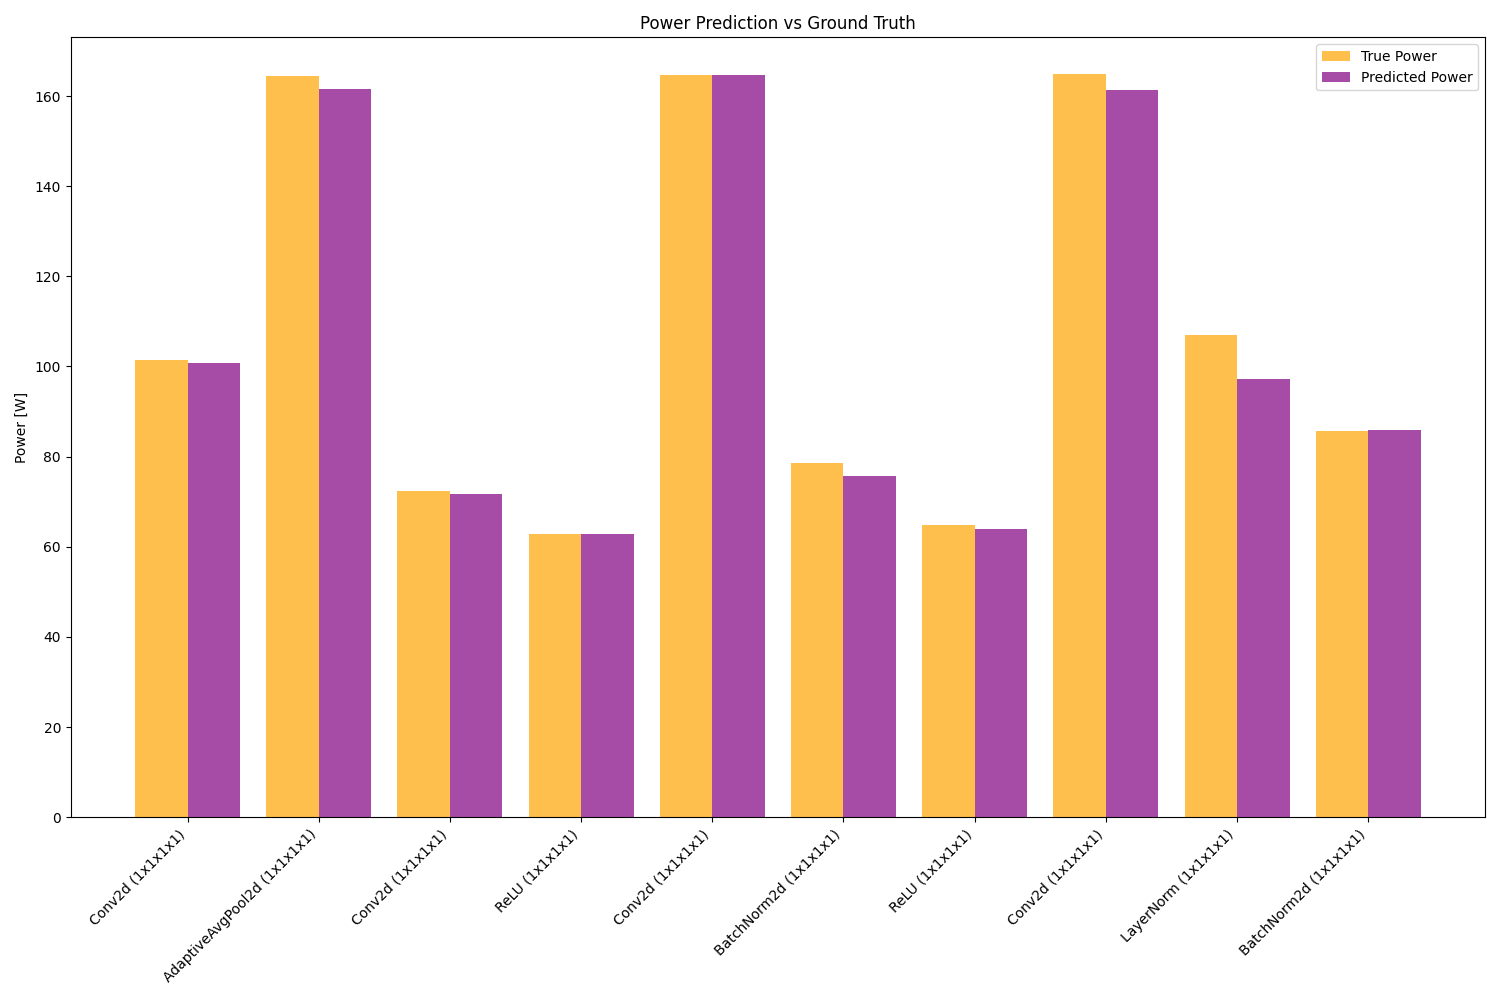 Power Prediction vs Ground Truth
True Power
Predicted Power
Power [W]
160
140
120
100
80
60
40
20
0
Conv2d (1x1x1x1)
AdaptiveAvgPool2d (1x1x1x1)
Conv2d (1x1x1x1)
ReLU (1x1x1x1)
Conv2d (1x1x1x1)
BatchNorm2d (1x1x1x1)
ReLU (1x1x1x1)
Conv2d (1x1x1x1)
LayerNorm (1x1x1x1)
BatchNorm2d (1x1x1x1)